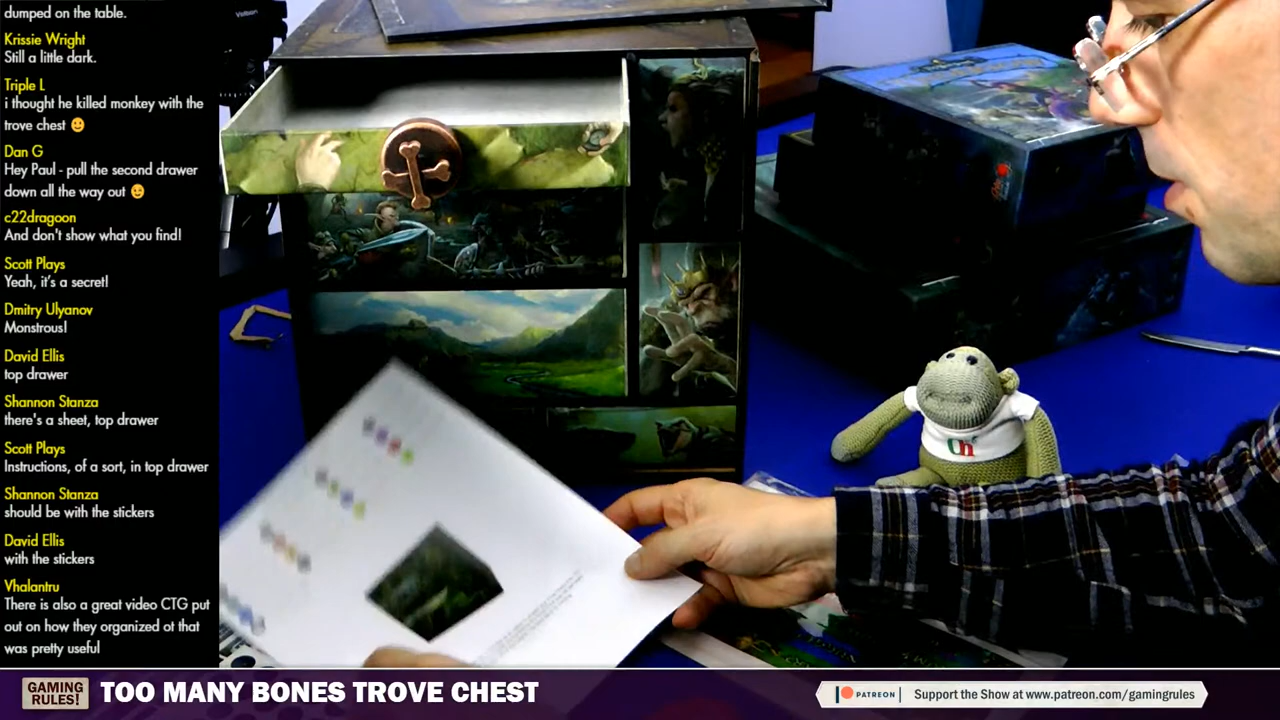 dumped on the table.
Krissie Wright
Still a little dark.
Triple L
i thought he killed monkey with the
trove chest 🙂
Dan G
Hey Paul - pull the second drawer
down all the way out 😉
c22dragoon
And don't show what you find!
Scott Plays
Yeah, it's a secret!
Dmitry Ulyanov
Monstrous!
David Ellis
top drawer
Shannon Stanza
there's a sheet, top drawer
Scott Plays
Instructions, of a sort, in top drawer
Shannon Stanza
should be with the stickers
David Ellis
with the stickers
Vhalantru
There is also a great video CTG put
out on how they organized ot that
was pretty useful
GAMING
RULES!
TOO MANY BONES TROVE CHEST
PATREON
Support the Show at www.patreon.com/gamingrules